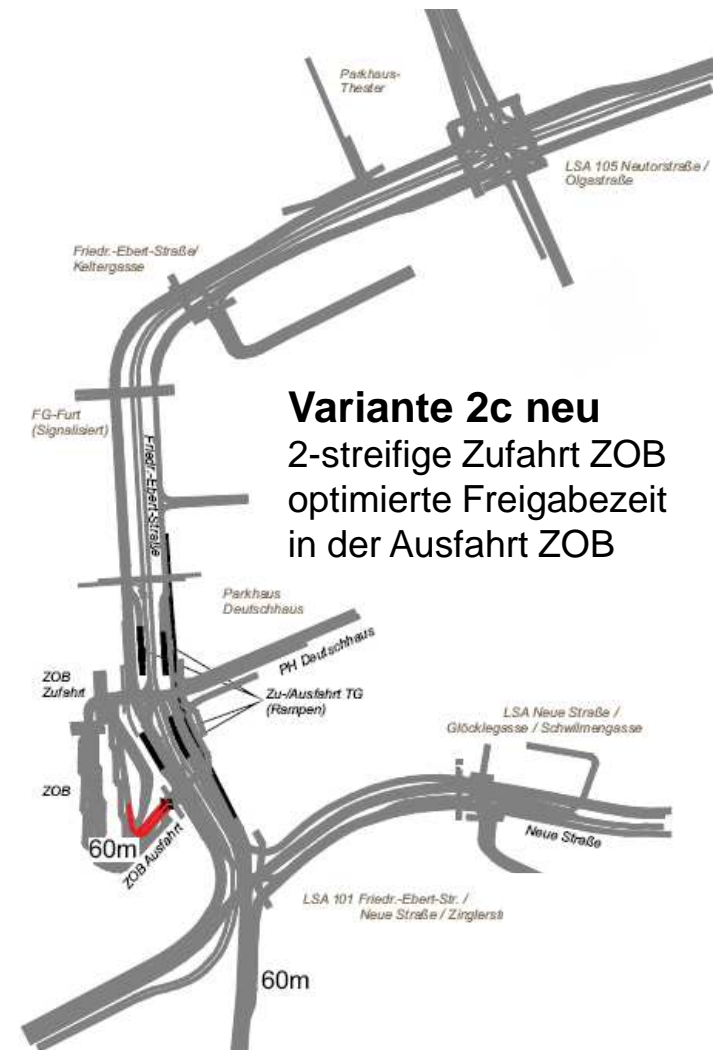 Parkhaus-
Theater
LSA 105 Neutorstraße /
Olgastraße
Friedr.-Ebert-Straße/
Keltergasse
Variante 2c neu
2-streifige Zufahrt ZOB
optimierte Freigabezeit
in der Ausfahrt ZOB
FG-Furt
(Signalisiert)
Friedr.-Ebert-Straße
Parkhaus
Deutschhaus
PH Deutschhaus
ZOB
Zufahrt
Zu-/Ausfahrt TG
(Rampen)
LSA Neue Straße /
Glöcklegasse / Schwilmengasse
ZOB
Neue Straße
60m
ZOB Ausfahrt
LSA 101 Friedr.-Ebert-Str. /
Neue Straße / Zinglerstr
60m